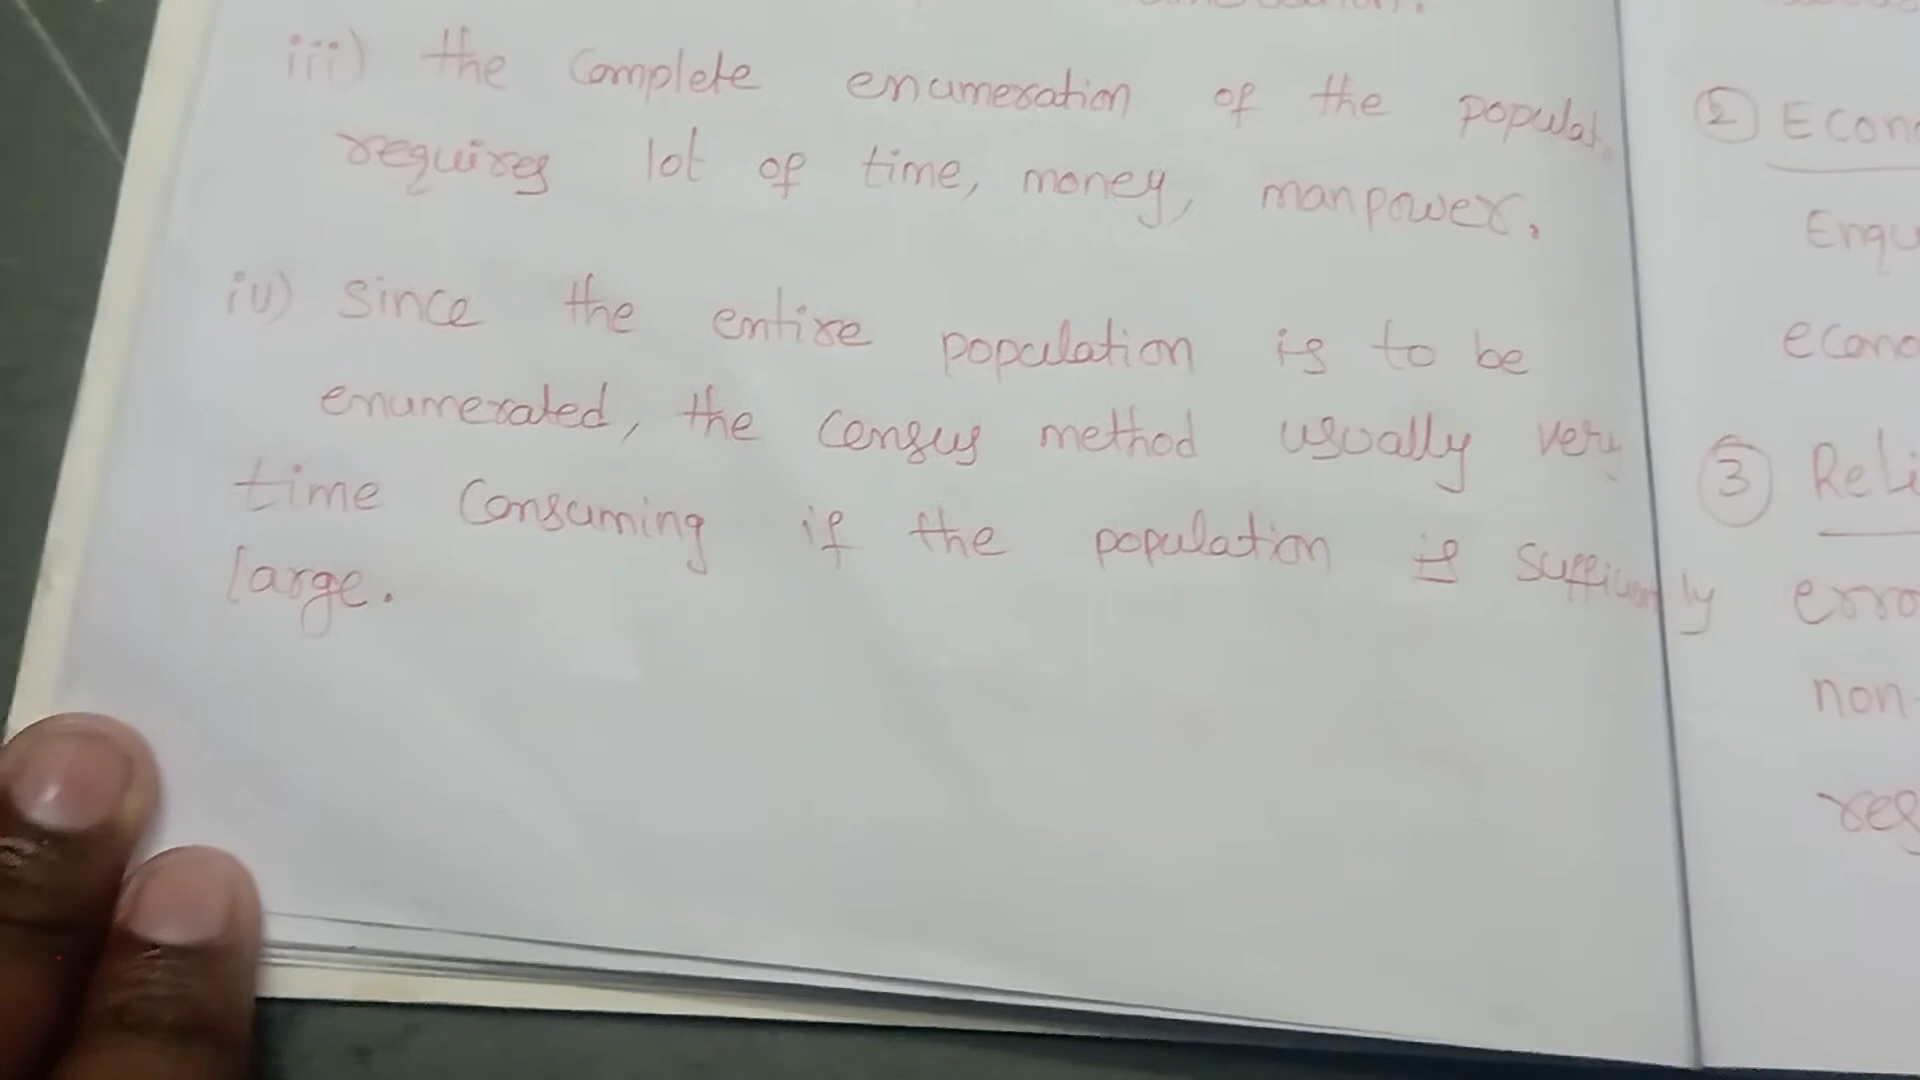 iii) the complete enumeration of the populat
requires lot of time, money, manpower.
iv) Since the entire population is to be
enumerated, the census method usually very
time Consuming if the population is sufficiently
large.
② Econo
Enqu
econo
③ Reli
erro
non-
res